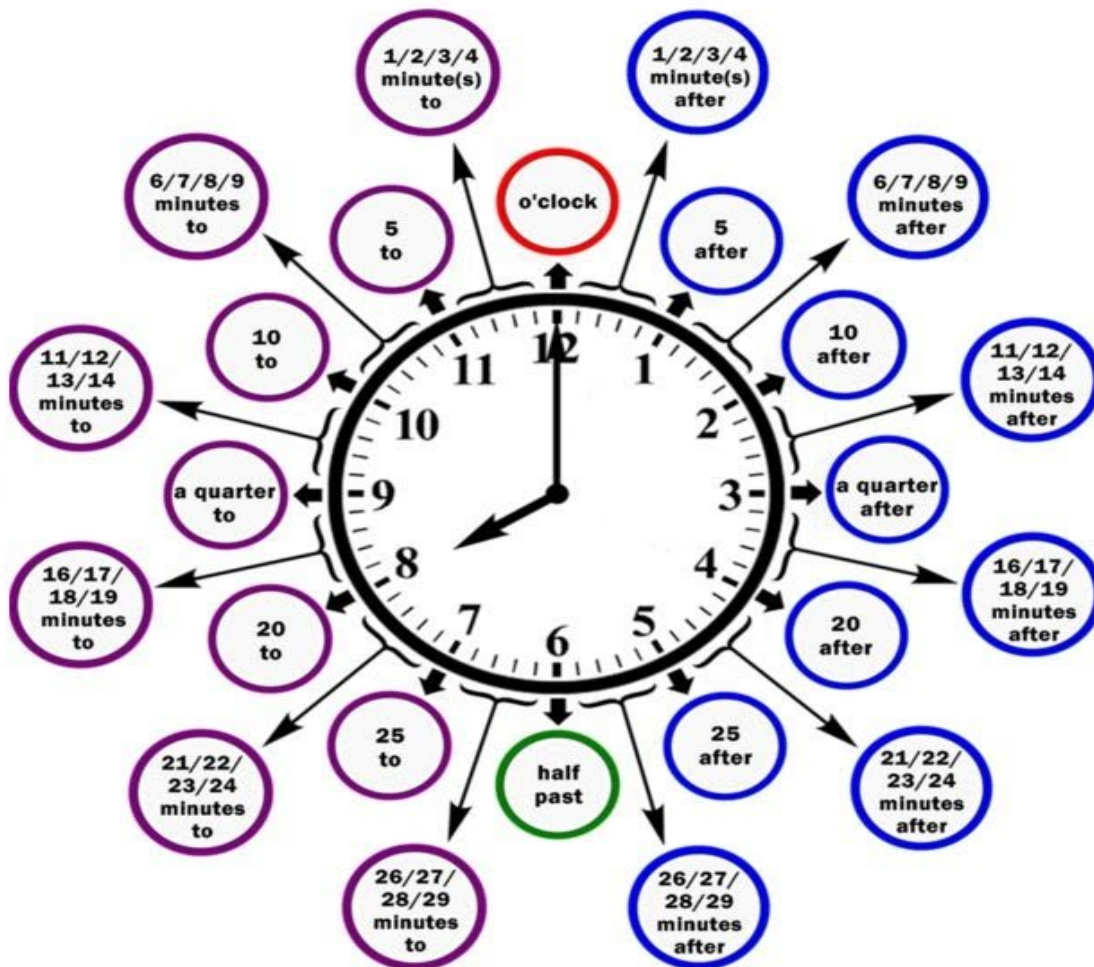 1/2/3/4
minute(s)
to
1/2/3/4
minute(s)
after
o'clock
6/7/8/9
minutes
to
5
to
5
after
6/7/8/9
minutes
after
10
to
10
after
11/12/
13/14
minutes
to
11/12/
13/14
minutes
after
a quarter
to
a quarter
after
16/17/
18/19
minutes
to
16/17/
18/19
minutes
after
20
to
20
after
21/22/
23/24
minutes
to
21/22/
23/24
minutes
after
25
to
25
after
half
past
26/27/
28/29
minutes
to
26/27/
28/29
minutes
after
12
1
2
3
4
5
6
7
8
9
10
11